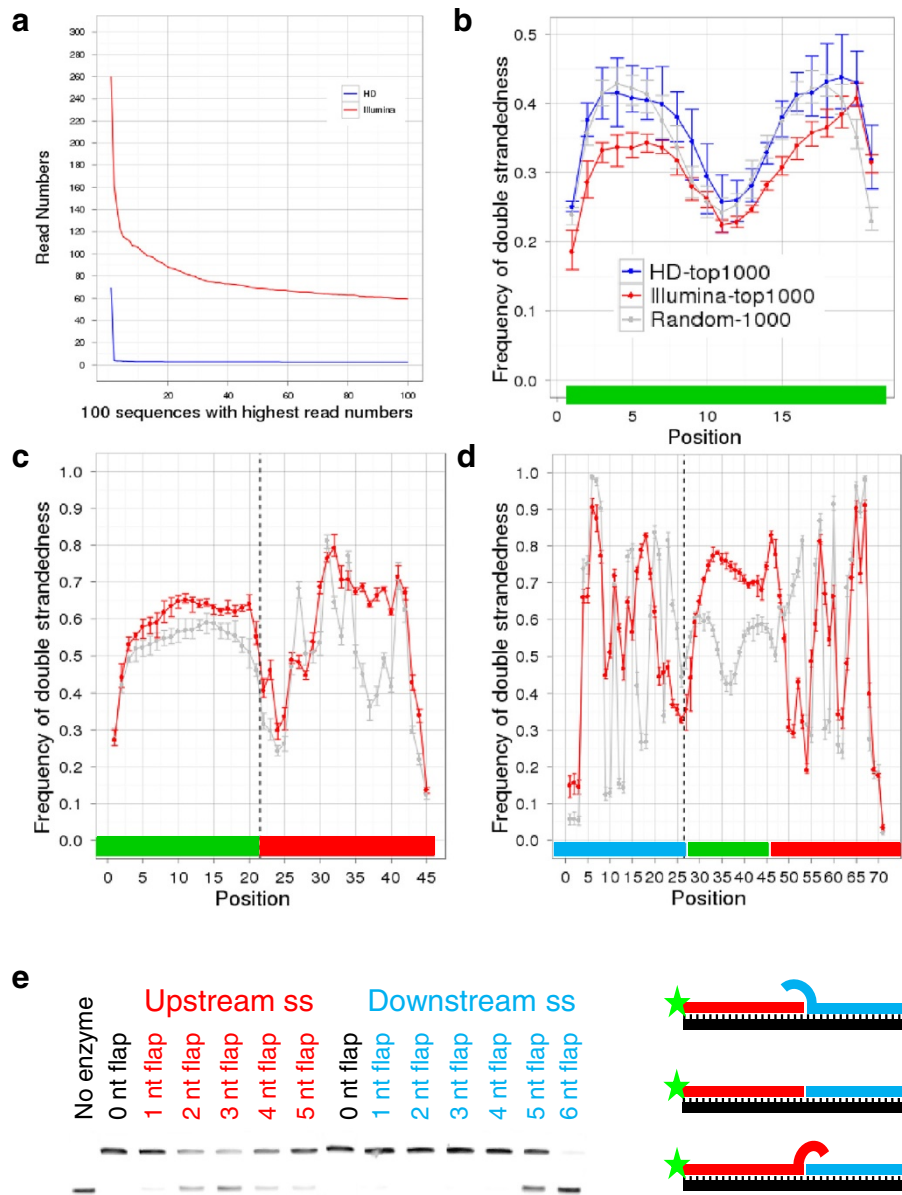 a
300
280
260
240
220
200
180
160
140
120
100
80
60
40
20
0
Read Numbers
HD
Illumina
20
40
60
80
100
100 sequences with highest read numbers
b
0.5
0.4
0.3
0.2
0.1
0.0
Frequency of double strandedness
HD-top1000
Illumina-top1000
Random-1000
0
5
10
15
Position
c
1.0
0.9
0.8
0.7
0.6
0.5
0.4
0.3
0.2
0.1
0.0
Frequency of double strandedness
0 5 10 15 20 25 30 35 40 45
Position
d
1.0
0.9
0.8
0.7
0.6
0.5
0.4
0.3
0.2
0.1
0.0
Frequency of double strandedness
0 5 10 15 20 25 30 35 40 45 50 55 60 65 70
Position
e
Upstream ss
Downstream ss
No enzyme
0 nt flap
1 nt flap
2 nt flap
3 nt flap
4 nt flap
5 nt flap
0 nt flap
1 nt flap
2 nt flap
3 nt flap
4 nt flap
5 nt flap
6 nt flap